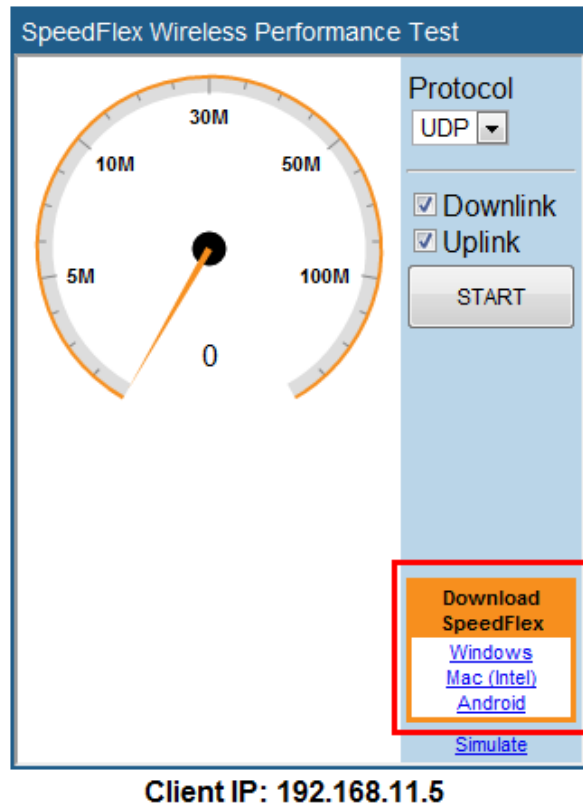 SpeedFlex Wireless Performance Test
30M
10M
50M
5M
100M
0
Protocol
UDP
Downlink
Uplink
START
Download
SpeedFlex
Windows
Mac (Intel)
Android
Simulate
Client IP: 192.168.11.5